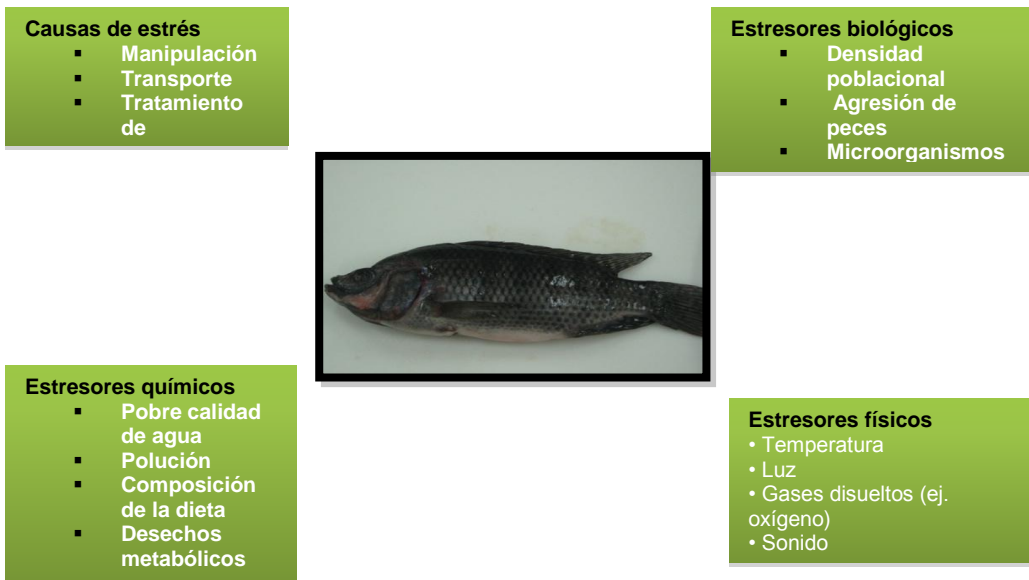 Causas de estrés
▪ Manipulación
▪ Transporte
▪ Tratamiento
de
Estresores biológicos
▪ Densidad
poblacional
▪ Agresión de
peces
▪ Microorganismos
Estresores químicos
▪ Pobre calidad
de agua
▪ Polución
▪ Composición
de la dieta
▪ Desechos
metabólicos
Estresores físicos
• Temperatura
• Luz
• Gases disueltos (ej.
oxígeno)
• Sonido